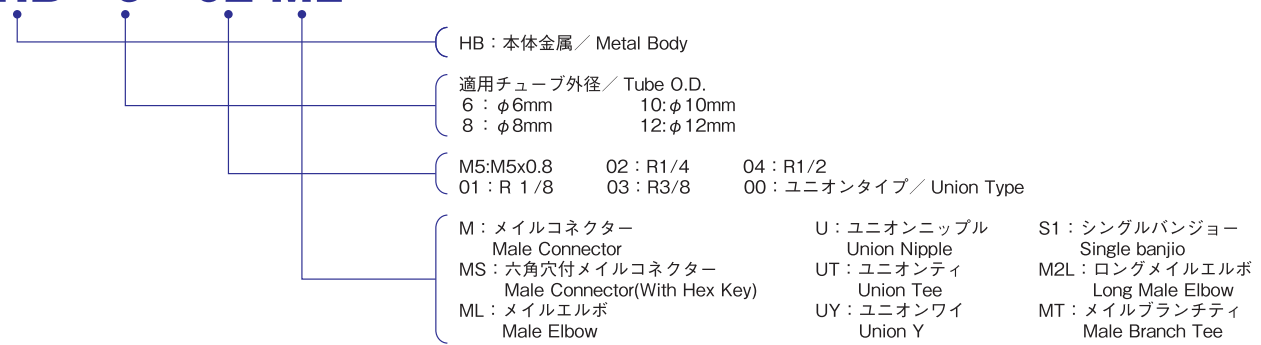 HB：本体金属／ Metal Body
適用チューブ外径／ Tube O.D.
6 ：φ6mm 10:φ10mm
8 ：φ8mm 12:φ12mm
M5:M5x0.8 02：R1/4 04：R1/2
01：R 1 /8 03：R3/8 00：ユニオンタイプ／ Union Type
M：メイルコネクター U：ユニオンニップル S1：シングルバンジョー
Male Connector Union Nipple Single banjio
MS：六角穴付メイルコネクター UT：ユニオンティ M2L：ロングメイルエルボ
Male Connector(With Hex Key) Union Tee Long Male Elbow
ML：メイルエルボ UY：ユニオンワイ MT：メイルブランチティ
Male Elbow Union Y Male Branch Tee